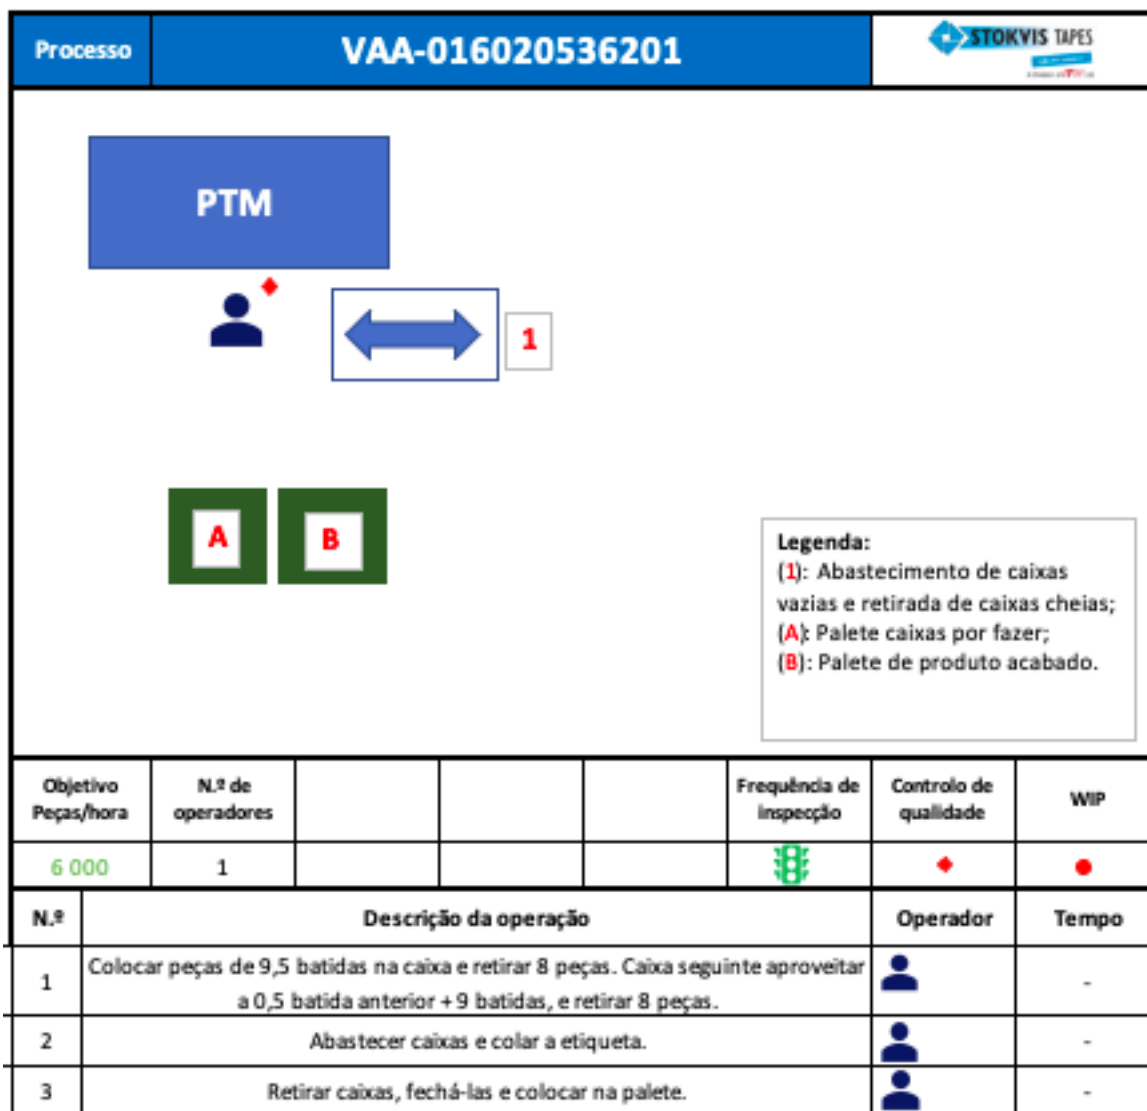 Processo
VAA-016020536201
STOKVIS TAPES
PTM
1
A
B
Legenda:
(1): Abastecimento de caixas
vazias e retirada de caixas cheias;
(A): Palete caixas por fazer;
(B): Palete de produto acabado.
Objetivo
Peças/hora
N.º de
operadores
Frequência de
inspecção
Controlo de
qualidade
WIP
6 000
1
N.º
Descrição da operação
Operador
Tempo
1
Colocar peças de 9,5 batidas na caixa e retirar 8 peças. Caixa seguinte aproveitar
a 0,5 batida anterior + 9 batidas, e retirar 8 peças.
-
2
Abastecer caixas e colar a etiqueta.
-
3
Retirar caixas, fechá-las e colocar na palete.
-